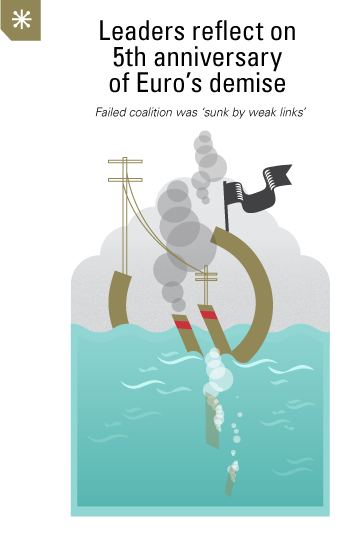 Leaders reflect on
5th anniversary
of Euro's demise
Failed coalition was ‘sunk by weak links’